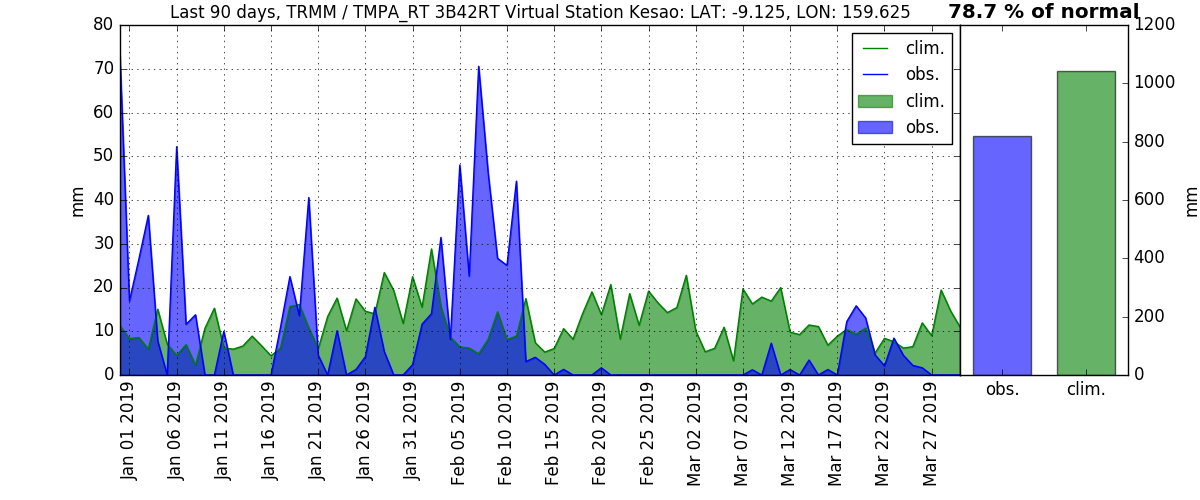 Last 90 days, TRMM / TMPA_RT 3B42RT Virtual Station Kesao: LAT: -9.125, LON: 159.625
78.7 % of normal
80
70
60
50
40
30
20
10
0
mm
clim.
obs.
clim.
obs.
Jan 01 2019
Jan 06 2019
Jan 11 2019
Jan 16 2019
Jan 21 2019
Jan 26 2019
Jan 31 2019
Feb 05 2019
Feb 10 2019
Feb 15 2019
Feb 20 2019
Feb 25 2019
Mar 02 2019
Mar 07 2019
Mar 12 2019
Mar 17 2019
Mar 22 2019
Mar 27 2019
1200
1000
800
600
400
200
0
mm
obs.
clim.